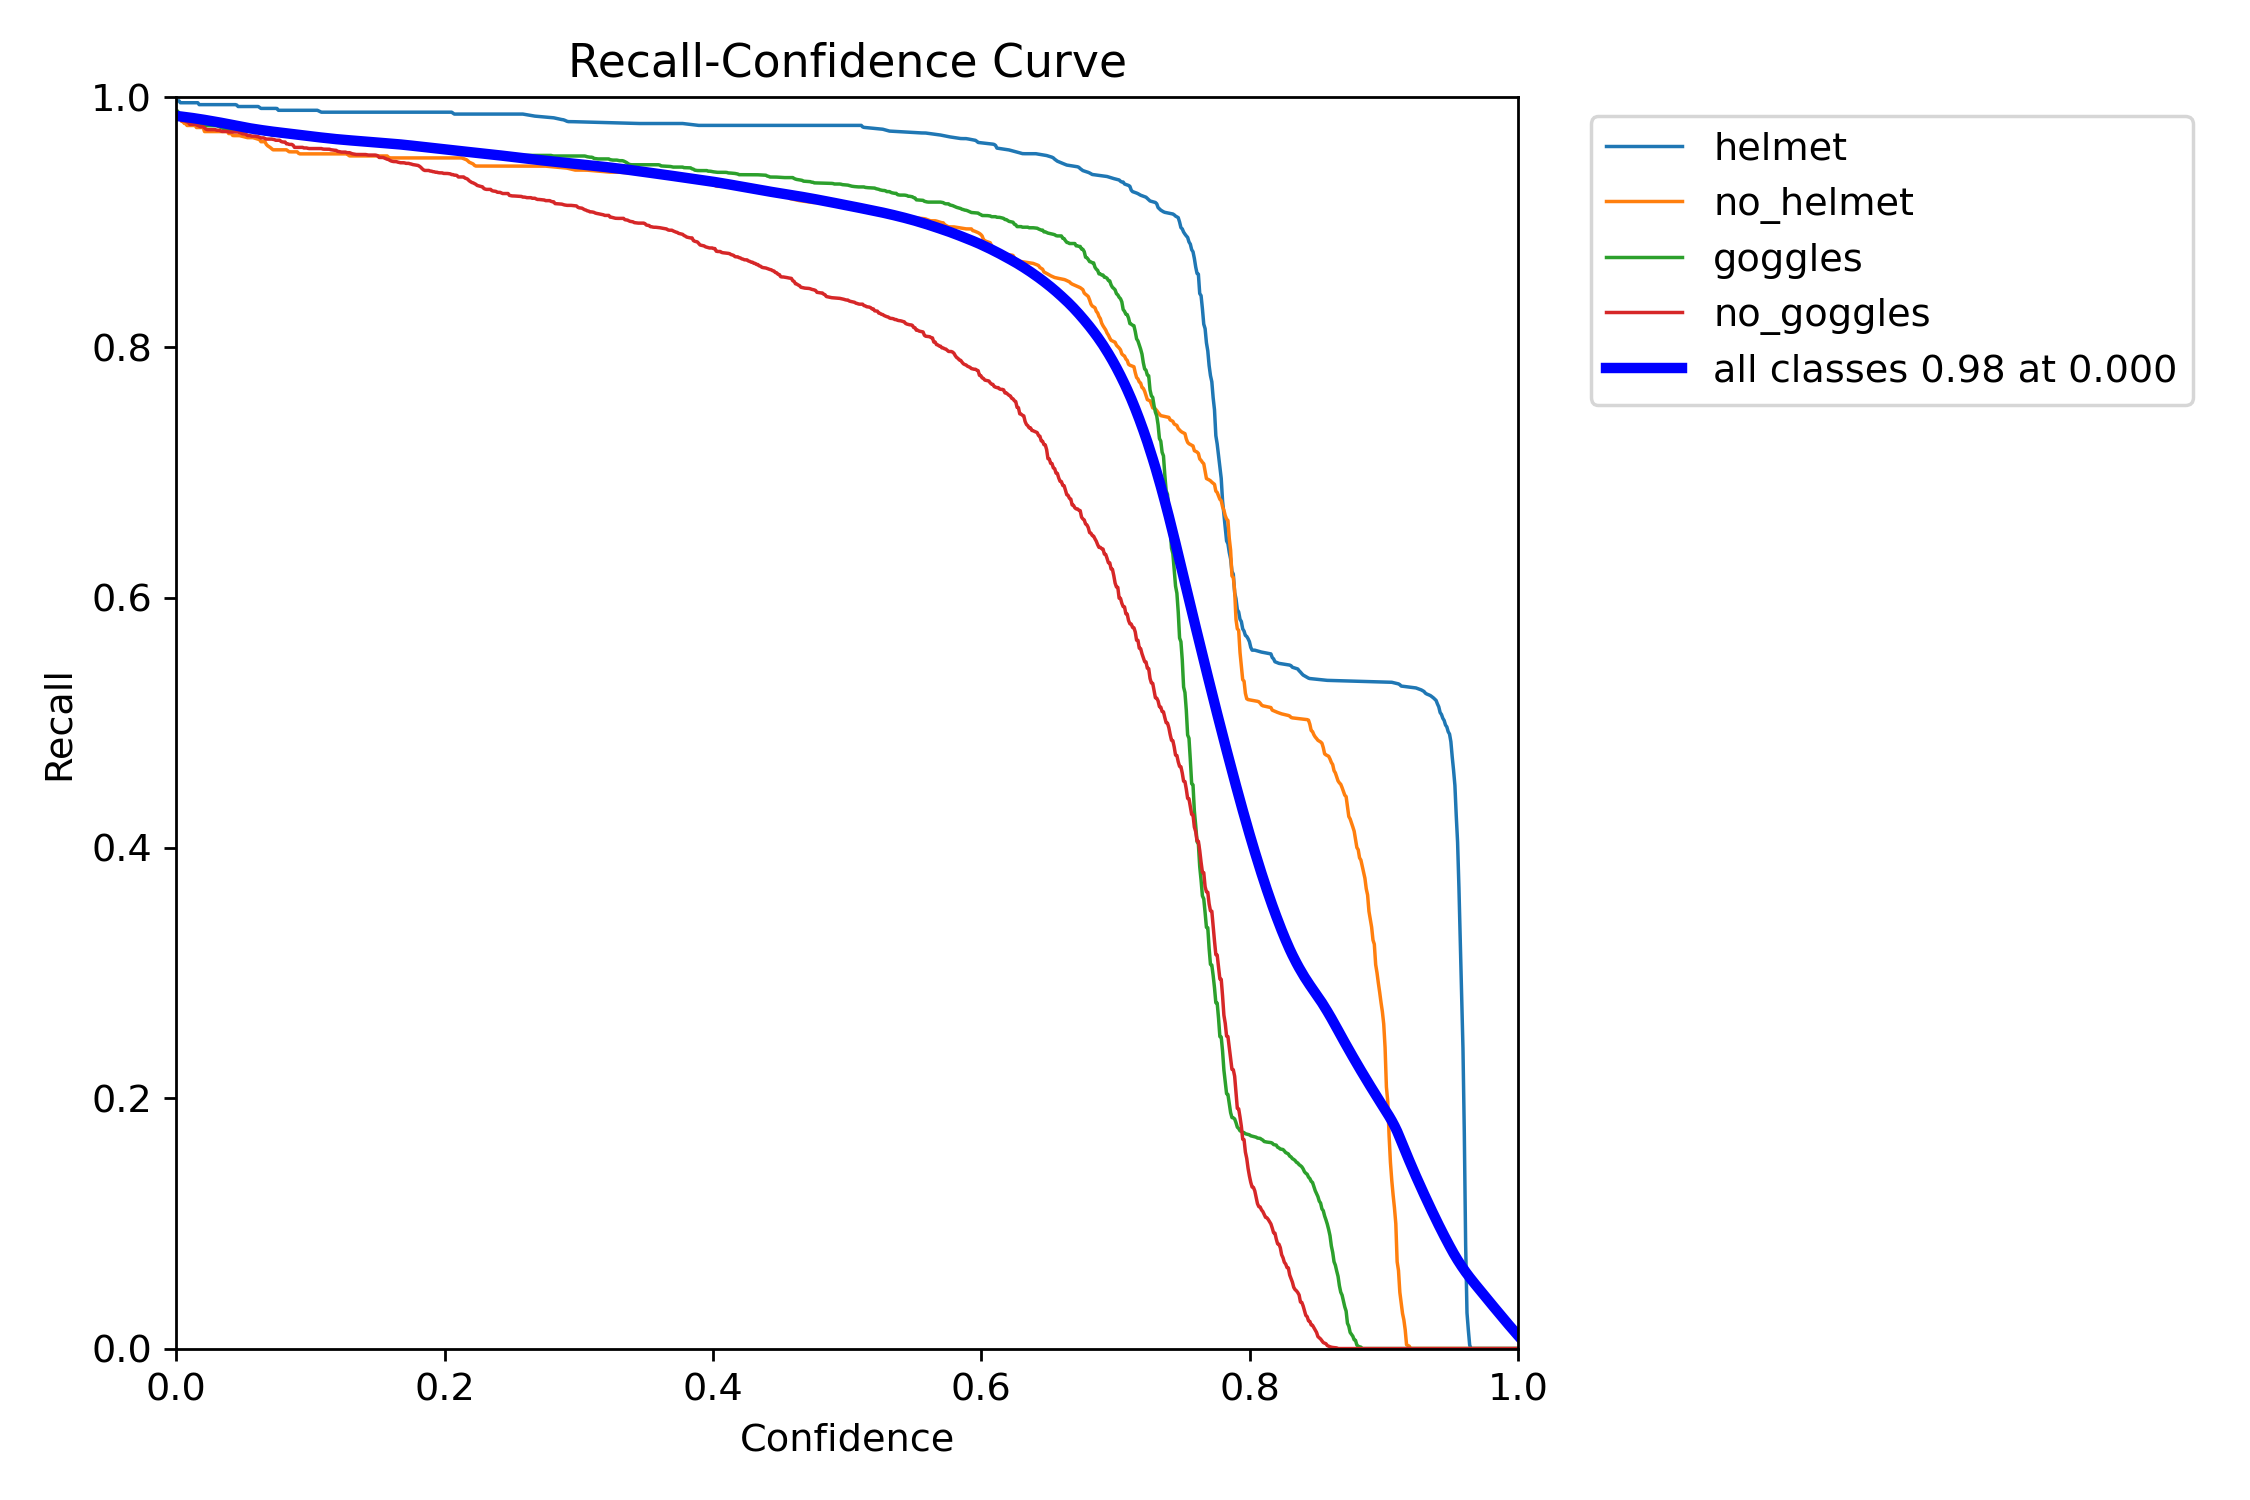 Recall-Confidence Curve
1.0
0.8
0.6
0.4
0.2
0.0
Recall
0.0 0.2 0.4 0.6 0.8 1.0
Confidence
helmet
no_helmet
goggles
no_goggles
all classes 0.98 at 0.000